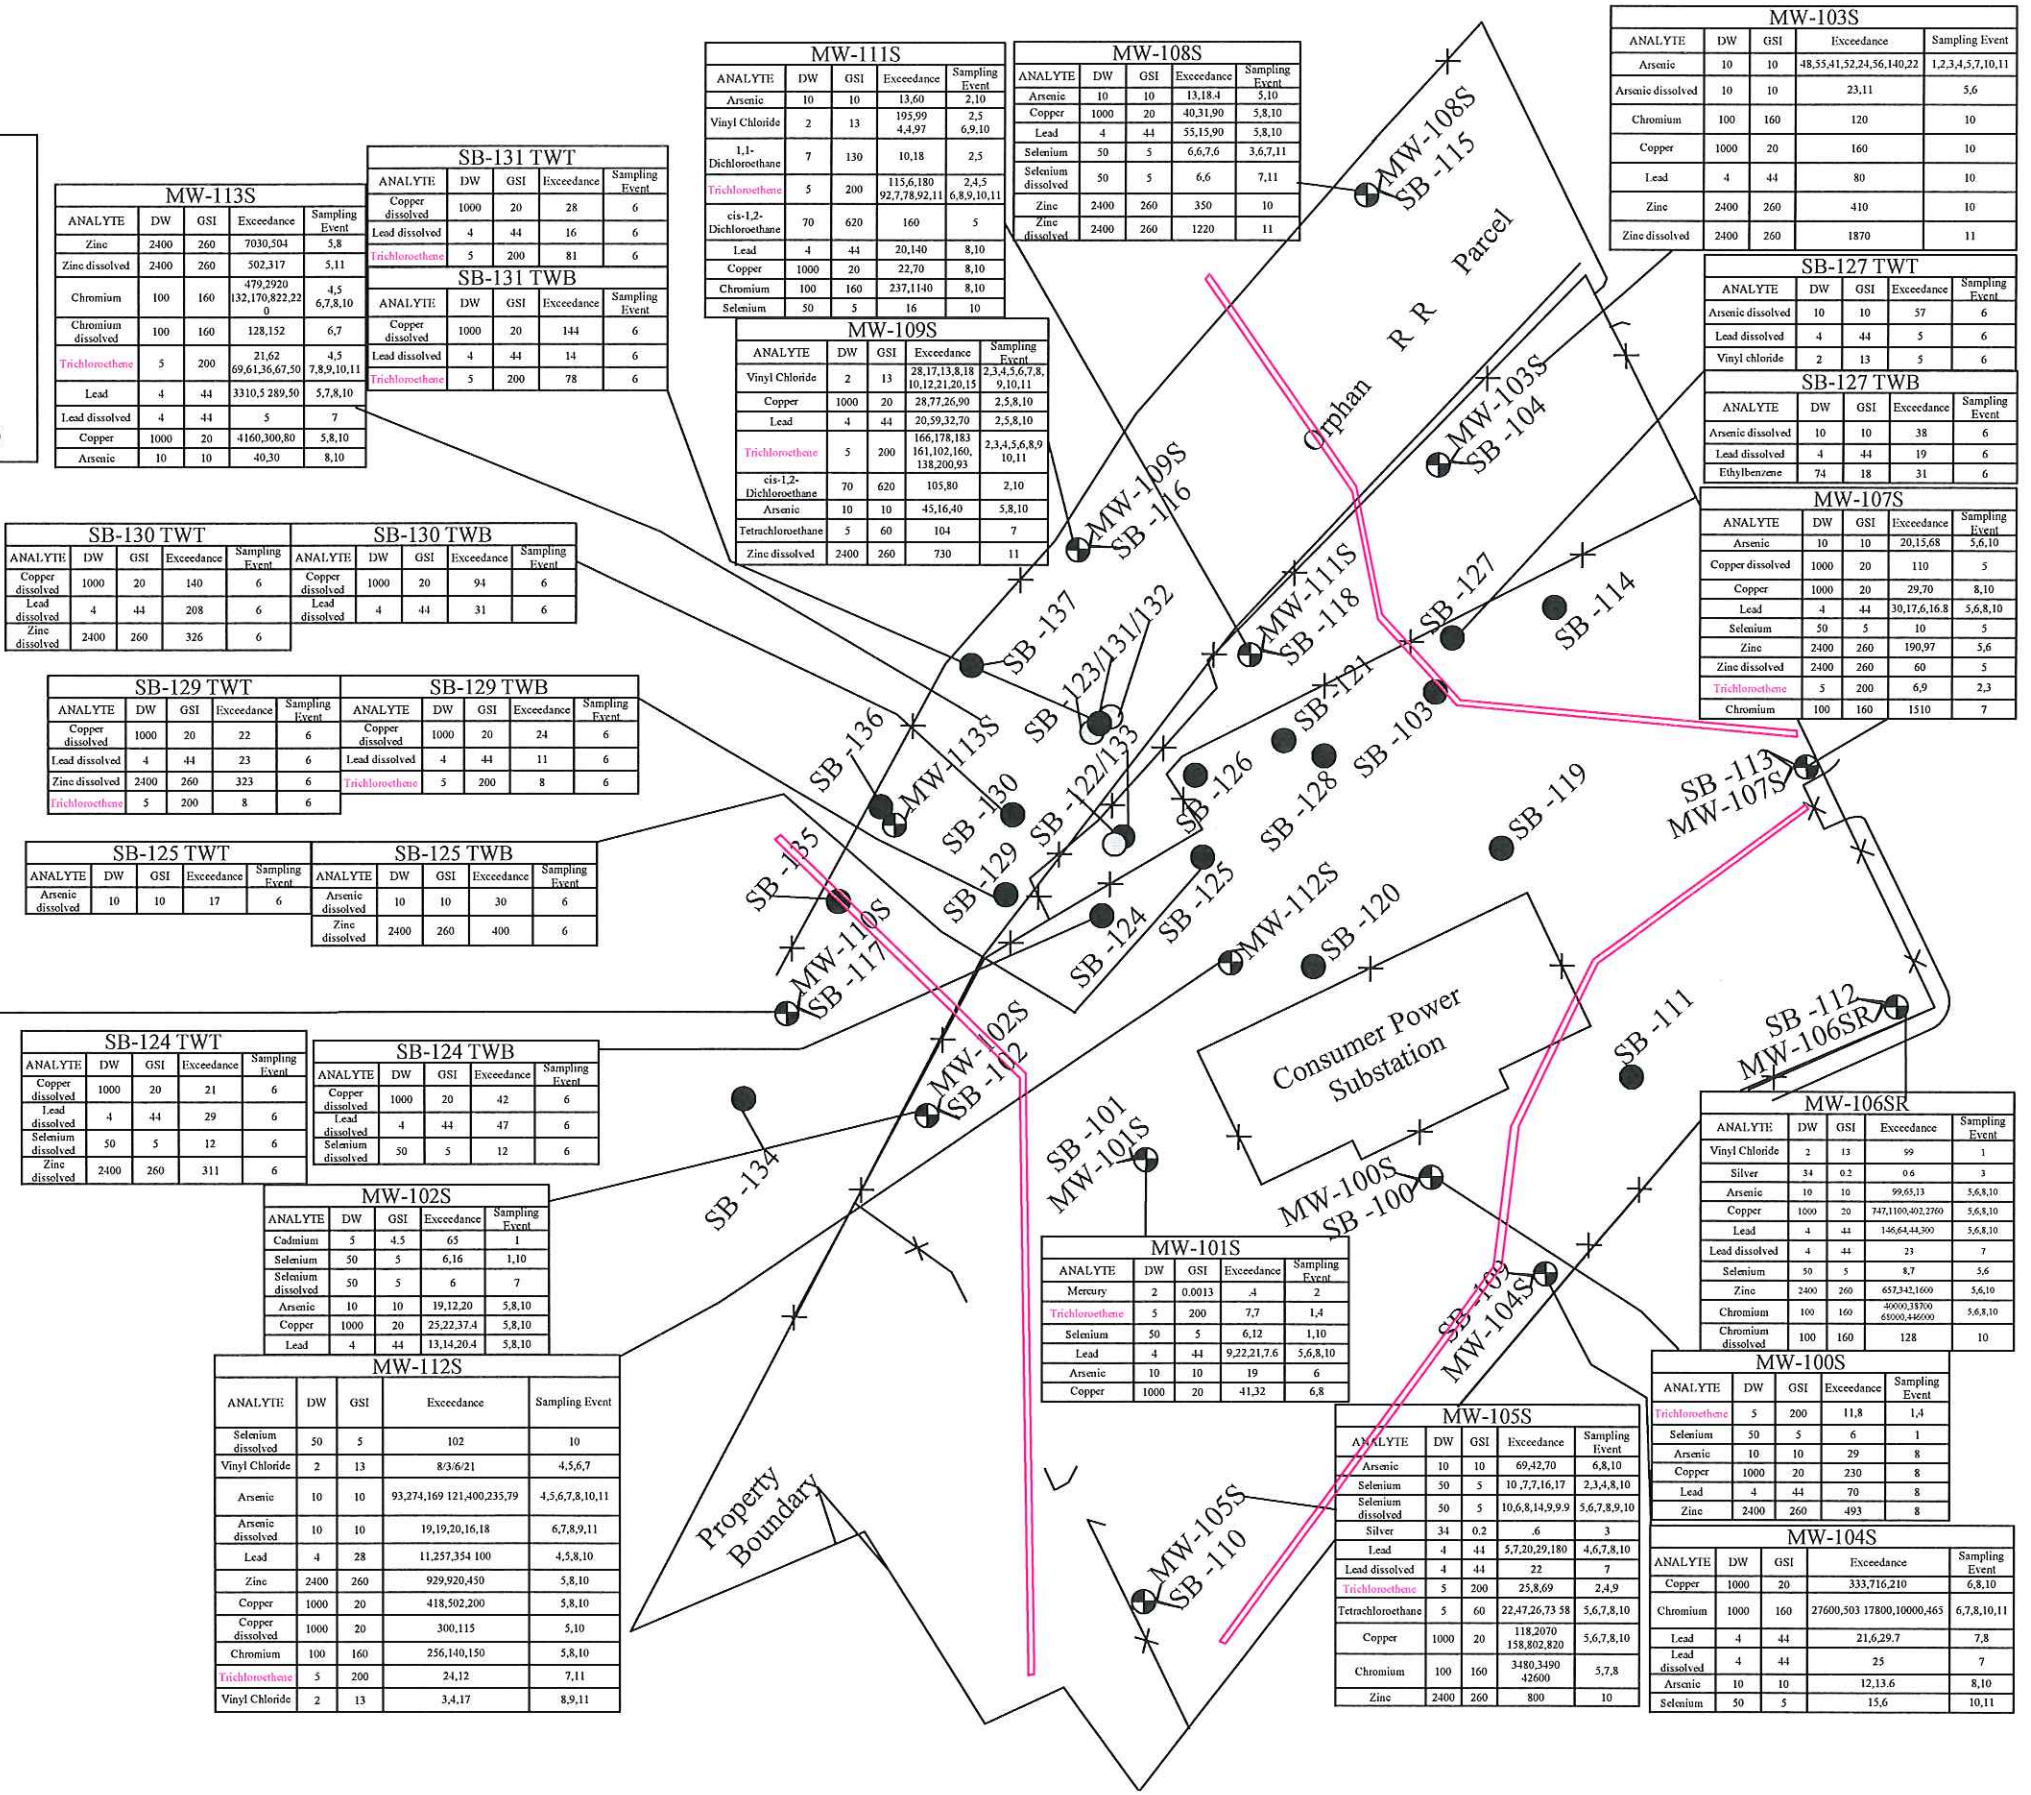 MW-103S
ANALYTE DW GSI Exceedance Sampling Event
Arsenic 10 10 48,55,41,52,24,56,140,22 1,2,3,4,5,7,10,11
Arsenic dissolved 10 10 23,11 5,6
Chromium 100 160 120 10
Copper 1000 20 160 10
Lead 4 44 80 10
Zinc 2400 260 410 10
Zinc dissolved 2400 260 1870 11
MW-111S
ANALYTE DW GSI Exceedance Sampling Event
Arsenic 10 10 13,60 2,10
Vinyl Chloride 2 13 195,99 4,4,97 2,5 6,9,10
1,1-Dichloroethane 7 130 10,18 2,5
Trichloroethene 5 200 115,6,180 92,7,78,92,11 2,4,5 6,8,9,10,11
cis-1,2-Dichloroethane 70 620 160 5
Lead 4 44 20,140 8,10
Copper 1000 20 22,70 8,10
Chromium 100 160 237,1140 8,10
Selenium 50 5 16 10
MW-108S
ANALYTE DW GSI Exceedance Sampling Event
Arsenic 10 10 13,18.4 5,10
Copper 1000 20 40,31,90 5,8,10
Lead 4 44 55,15,90 5,8,10
Selenium 50 5 6,6,7,6 3,6,7,11
Selenium dissolved 50 5 6,6 7,11
Zinc 2400 260 350 10
Zinc dissolved 2400 260 1220 11
SB-131 TWT
ANALYTE DW GSI Exceedance Sampling Event
Copper dissolved 1000 20 28 6
Lead dissolved 4 44 16 6
Trichloroethene 5 200 81 6
SB-131 TWB
ANALYTE DW GSI Exceedance Sampling Event
Copper dissolved 1000 20 144 6
Lead dissolved 4 44 14 6
Trichloroethene 5 200 78 6
MW-113S
ANALYTE DW GSI Exceedance Sampling Event
Zinc 2400 260 7030,504 5,8
Zinc dissolved 2400 260 502,317 5,11
Chromium 100 160 479,2920 132,170,822,22 0 4,5 6,7,8,10
Chromium dissolved 100 160 128,152 6,7
Trichloroethene 5 200 21,62 69,61,36,67,50 4,5 7,8,9,10,11
Lead 4 44 3310,5 289,50 5,7,8,10
Lead dissolved 4 44 5 7
Copper 1000 20 4160,300,80 5,8,10
Arsenic 10 10 40,30 8,10
MW-109S
ANALYTE DW GSI Exceedance Sampling Event
Vinyl Chloride 2 13 28,17,13,8,18 10,12,21,20,15 2,3,4,5,6,7,8, 9,10,11
Copper 1000 20 28,77,26,90 2,5,8,10
Lead 4 44 20,59,32,70 2,5,8,10
Trichloroethene 5 200 166,178,183 161,102,160, 138,200,93 2,3,4,5,6,8,9 10,11
cis-1,2-Dichloroethane 70 620 105,80 2,10
Arsenic 10 10 45,16,40 5,8,10
Tetrachloroethane 5 60 104 7
Zinc dissolved 2400 260 730 11
SB-127 TWT
ANALYTE DW GSI Exceedance Sampling Event
Arsenic dissolved 10 10 57 6
Lead dissolved 4 44 5 6
Vinyl chloride 2 13 5 6
SB-127 TWB
ANALYTE DW GSI Exceedance Sampling Event
Arsenic dissolved 10 10 38 6
Lead dissolved 4 44 19 6
Ethylbenzene 74 18 31 6
MW-107S
ANALYTE DW GSI Exceedance Sampling Event
Arsenic 10 10 20,15,68 5,6,10
Copper dissolved 1000 20 110 5
Copper 1000 20 29,70 8,10
Lead 4 44 30,17,6,16.8 5,6,8,10
Selenium 50 5 10 5
Zinc 2400 260 190,97 5,6
Zinc dissolved 2400 260 60 5
Trichloroethene 5 200 6,9 2,3
Chromium 100 160 1510 7
SB-130 TWT
ANALYTE DW GSI Exceedance Sampling Event
Copper dissolved 1000 20 140 6
Lead dissolved 4 44 208 6
Zinc dissolved 2400 260 326 6
SB-130 TWB
ANALYTE DW GSI Exceedance Sampling Event
Copper dissolved 1000 20 94 6
Lead dissolved 4 44 31 6
SB-129 TWT
ANALYTE DW GSI Exceedance Sampling Event
Copper dissolved 1000 20 22 6
Lead dissolved 4 44 23 6
Zinc dissolved 2400 260 323 6
Trichloroethene 5 200 8 6
SB-129 TWB
ANALYTE DW GSI Exceedance Sampling Event
Copper dissolved 1000 20 24 6
Lead dissolved 4 44 11 6
Trichloroethene 5 200 8 6
SB-125 TWT
ANALYTE DW GSI Exceedance Sampling Event
Arsenic dissolved 10 10 17 6
SB-125 TWB
ANALYTE DW GSI Exceedance Sampling Event
Arsenic dissolved 10 10 30 6
Zinc dissolved 2400 260 400 6
SB-124 TWT
ANALYTE DW GSI Exceedance Sampling Event
Copper dissolved 1000 20 21 6
Lead dissolved 4 44 29 6
Selenium dissolved 50 5 12 6
Zinc dissolved 2400 260 311 6
SB-124 TWB
ANALYTE DW GSI Exceedance Sampling Event
Copper dissolved 1000 20 42 6
Lead dissolved 4 44 47 6
Selenium dissolved 50 5 12 6
MW-102S
ANALYTE DW GSI Exceedance Sampling Event
Cadmium 5 4.5 65 1
Selenium 50 5 6,16 1,10
Selenium dissolved 50 5 6 7
Arsenic 10 10 19,12,20 5,8,10
Copper 1000 20 25,22,37.4 5,8,10
Lead 4 44 13,14,20.4 5,8,10
MW-112S
ANALYTE DW GSI Exceedance Sampling Event
Selenium dissolved 50 5 102 10
Vinyl Chloride 2 13 8/3/6/21 4,5,6,7
Arsenic 10 10 93,274,169 121,400,235,79 4,5,6,7,8,10,11
Arsenic dissolved 10 10 19,19,20,16,18 6,7,8,9,11
Lead 4 28 11,257,354 100 4,5,8,10
Zinc 2400 260 929,920,450 5,8,10
Copper 1000 20 418,502,200 5,8,10
Copper dissolved 1000 20 300,115 5,10
Chromium 100 160 256,140,150 5,8,10
Trichloroethene 5 200 24,12 7,11
Vinyl Chloride 2 13 3,4,17 8,9,11
MW-101S
ANALYTE DW GSI Exceedance Sampling Event
Mercury 2 0.0013 .4 2
Trichloroethene 5 200 7,7 1,4
Selenium 50 5 6,12 1,10
Lead 4 44 9,22,21,7.6 5,6,8,10
Arsenic 10 10 19 6
Copper 1000 20 41,32 6,8
MW-105S
ANALYTE DW GSI Exceedance Sampling Event
Arsenic 10 10 69,42,70 6,8,10
Selenium 50 5 10 ,7,7,16,17 2,3,4,8,10
Selenium dissolved 50 5 10,6,8,14,9,9.9 5,6,7,8,9,10
Silver 34 0.2 .6 3
Lead 4 44 5,7,20,29,180 4,6,7,8,10
Lead dissolved 4 44 22 7
Trichloroethene 5 200 25,8,69 2,4,9
Tetrachloroethane 5 60 22,47,26,73 58 5,6,7,8,10
Copper 1000 20 118,2070 158,802,820 5,6,7,8,10
Chromium 100 160 3480,3490 42600 5,7,8
Zinc 2400 260 800 10
MW-106SR
ANALYTE DW GSI Exceedance Sampling Event
Vinyl Chloride 2 13 99 1
Silver 34 0.2 0.6 3
Arsenic 10 10 99,65,13 5,6,8,10
Copper 1000 20 747,1100,402,2760 5,6,8,10
Lead 4 44 146,64,44,300 5,6,8,10
Lead dissolved 4 44 23 7
Selenium 50 5 8,7 5,6
Zinc 2400 260 657,342,1600 5,6,10
Chromium 100 160 40000,38700 68000,446000 5,6,8,10
Chromium dissolved 100 160 128 10
MW-100S
ANALYTE DW GSI Exceedance Sampling Event
Trichloroethene 5 200 11,8 1,4
Selenium 50 5 6 1
Arsenic 10 10 29 8
Copper 1000 20 230 8
Lead 4 44 70 8
Zinc 2400 260 493 8
MW-104S
ANALYTE DW GSI Exceedance Sampling Event
Copper 1000 20 333,716,210 6,8,10
Chromium 1000 160 27600,503 17800,10000,465 6,7,8,10,11
Lead 4 44 21,6,29.7 7,8
Lead dissolved 4 44 25 7
Arsenic 10 10 12,13.6 8,10
Selenium 50 5 15,6 10,11
MW-108S
SB -115
Orphan R R Parcel
MW-103S
SB -104
MW-109S
SB -116
MW-111S
SB -118
SB -127
SB -114
SB -137
SB -123/131/132
SB -121
SB -103
SB -136
MW-113S
SB -130
SB -122/133
SB -126
SB -128
SB -119
SB -113
MW-107S
SB -135
SB -129
SB -125
MW-112S
SB -120
MW-110S
SB -117
SB -124
MW-102S
SB -102
Consumer Power
Substation
SB -111
SB -112
MW-106SR
SB -134
SB -101
MW-101S
MW-100S
SB -100
SB -109
MW-104S
Property
Boundary
MW-105S
SB -110